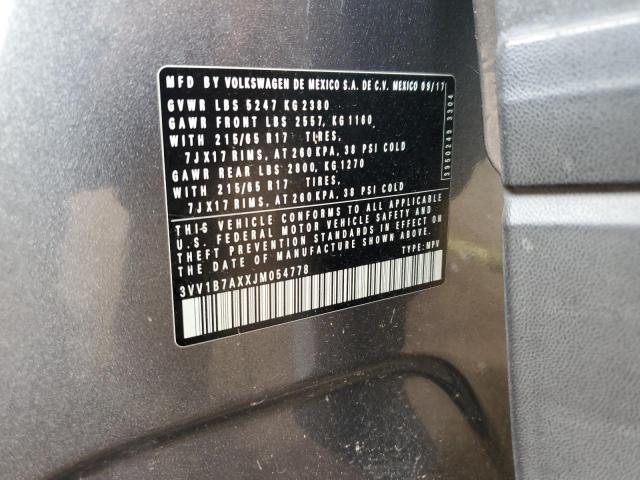 MFD BY VOLKSWAGEN DE MEXICO S.A. DE C.V. MEXICO 09/17
GVWR LBS 5247 KG 2380
GAWR FRONT LBS 2557, KG 1160
WITH 215/65 R17 TIRES,
7JX17 RIMS, AT 260 KPA, 38 PSI COLD
GAWR REAR LBS 2800, KG 1270
WITH 215/65 R17 TIRES,
7JX17 RIMS, AT 260 KPA, 38 PSI COLD
THIS VEHICLE CONFORMS TO ALL APPLICABLE
U.S. FEDERAL MOTOR VEHICLE SAFETY AND
THEFT PREVENTION STANDARDS IN EFFECT ON
THE DATE OF MANUFACTURE SHOWN ABOVE.
TYPE: MPV
3VV1B7AXXJM054778
3950249 3304